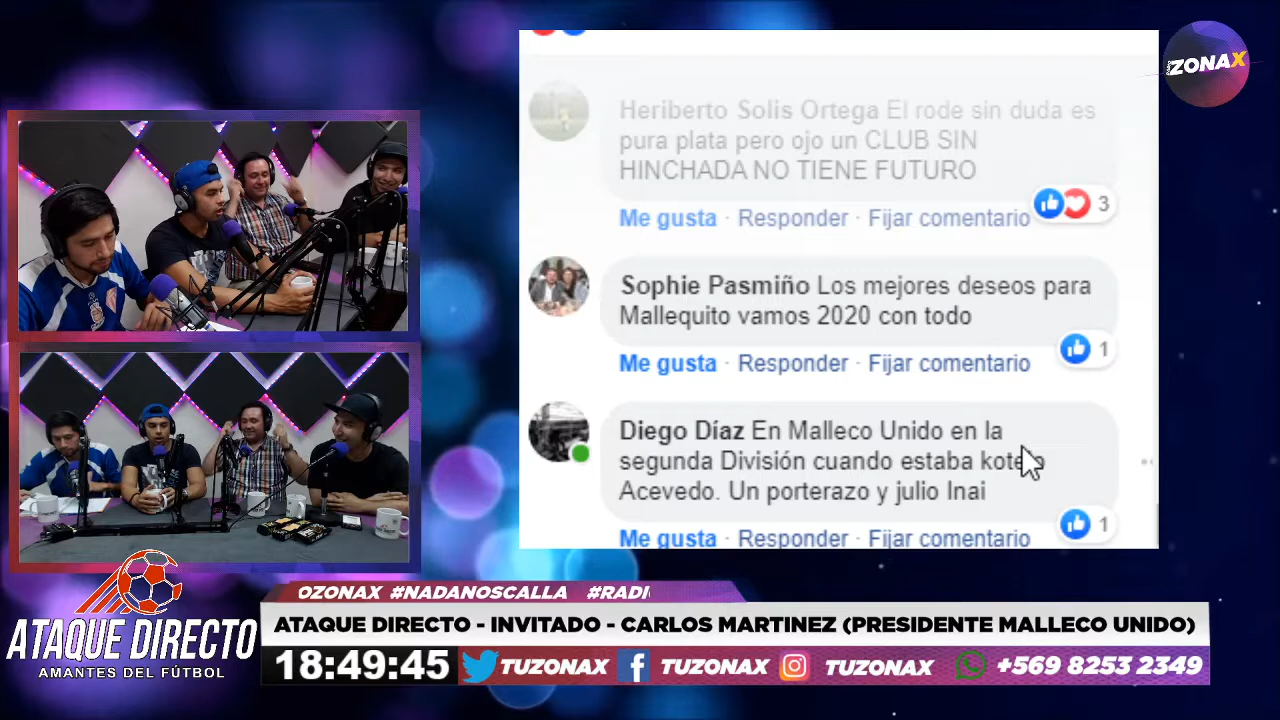 ZONAX
Heriberto Solis Ortega El rode sin duda es
pura plata pero ojo un CLUB SIN
HINCHADA NO TIENE FUTURO
Me gusta · Responder · Fijar comentario
3
Sophie Pasmiño Los mejores deseos para
Mallequito vamos 2020 con todo
Me gusta · Responder · Fijar comentario
1
Diego Díaz En Malleco Unido en la
segunda División cuando estaba
Acevedo. Un porterazo y julio Inai
Me gusta · Responder · Fijar comentario
1
OZONAX #NADANOSCALLA #RADI
ATAQUE DIRECTO
AMANTES DEL FÚTBOL
ATAQUE DIRECTO - INVITADO - CARLOS MARTINEZ (PRESIDENTE MALLECO UNIDO)
18:49:45 TUZONAX TUZONAX TUZONAX +569 8253 2349